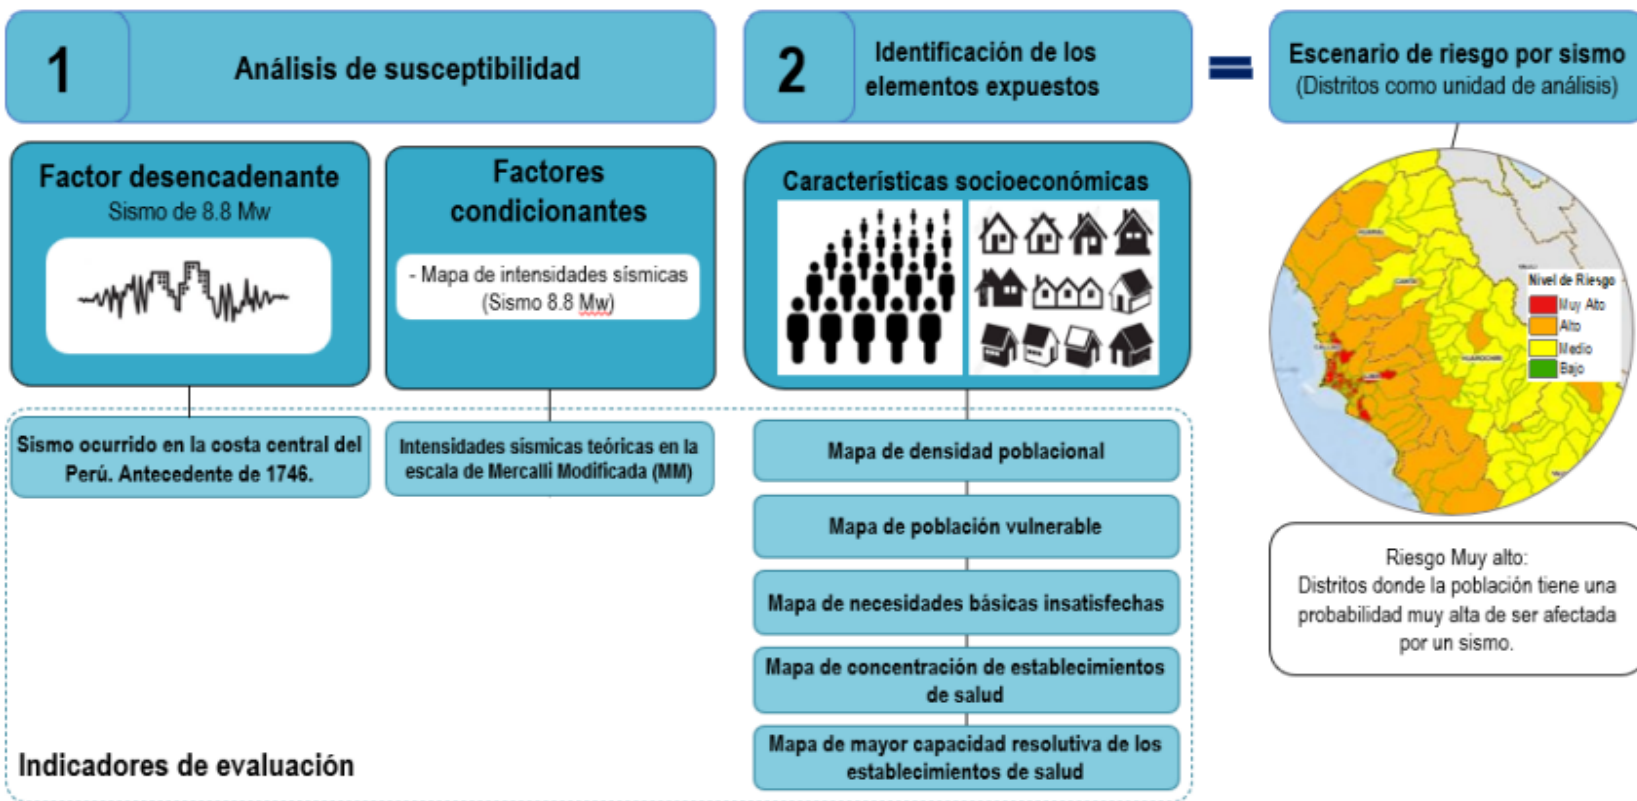 1
Análisis de susceptibilidad
2
Identificación de los
elementos expuestos
=
Escenario de riesgo por sismo
(Distritos como unidad de análisis)
Factor desencadenante
Sismo de 8.8 Mw
Factores
condicionantes
- Mapa de intensidades sísmicas
(Sismo 8.8 Mw)
Características socioeconómicas
Nivel de Riesgo
Muy Alto
Alto
Medio
Bajo
Sismo ocurrido en la costa central del
Perú. Antecedente de 1746.
Intensidades sísmicas teóricas en la
escala de Mercalli Modificada (MM)
Mapa de densidad poblacional
Mapa de población vulnerable
Mapa de necesidades básicas insatisfechas
Mapa de concentración de establecimientos
de salud
Mapa de mayor capacidad resolutiva de los
establecimientos de salud
Indicadores de evaluación
Riesgo Muy alto:
Distritos donde la población tiene una
probabilidad muy alta de ser afectada
por un sismo.